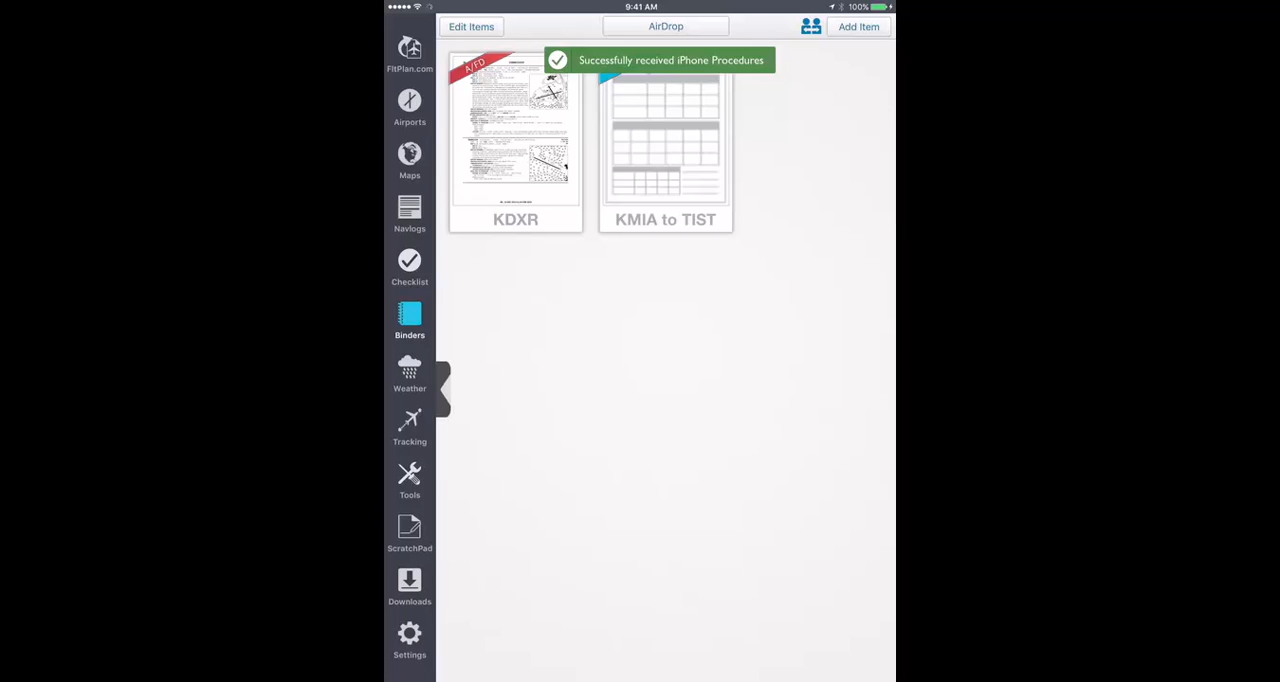 9:41 AM
100%
Edit Items
AirDrop
Add Item
Successfully received iPhone Procedures
A/FD
KDXR
KMIA to TIST
FltPlan.com
Airports
Maps
Navlogs
Checklist
Binders
Weather
Tracking
Tools
ScratchPad
Downloads
Settings